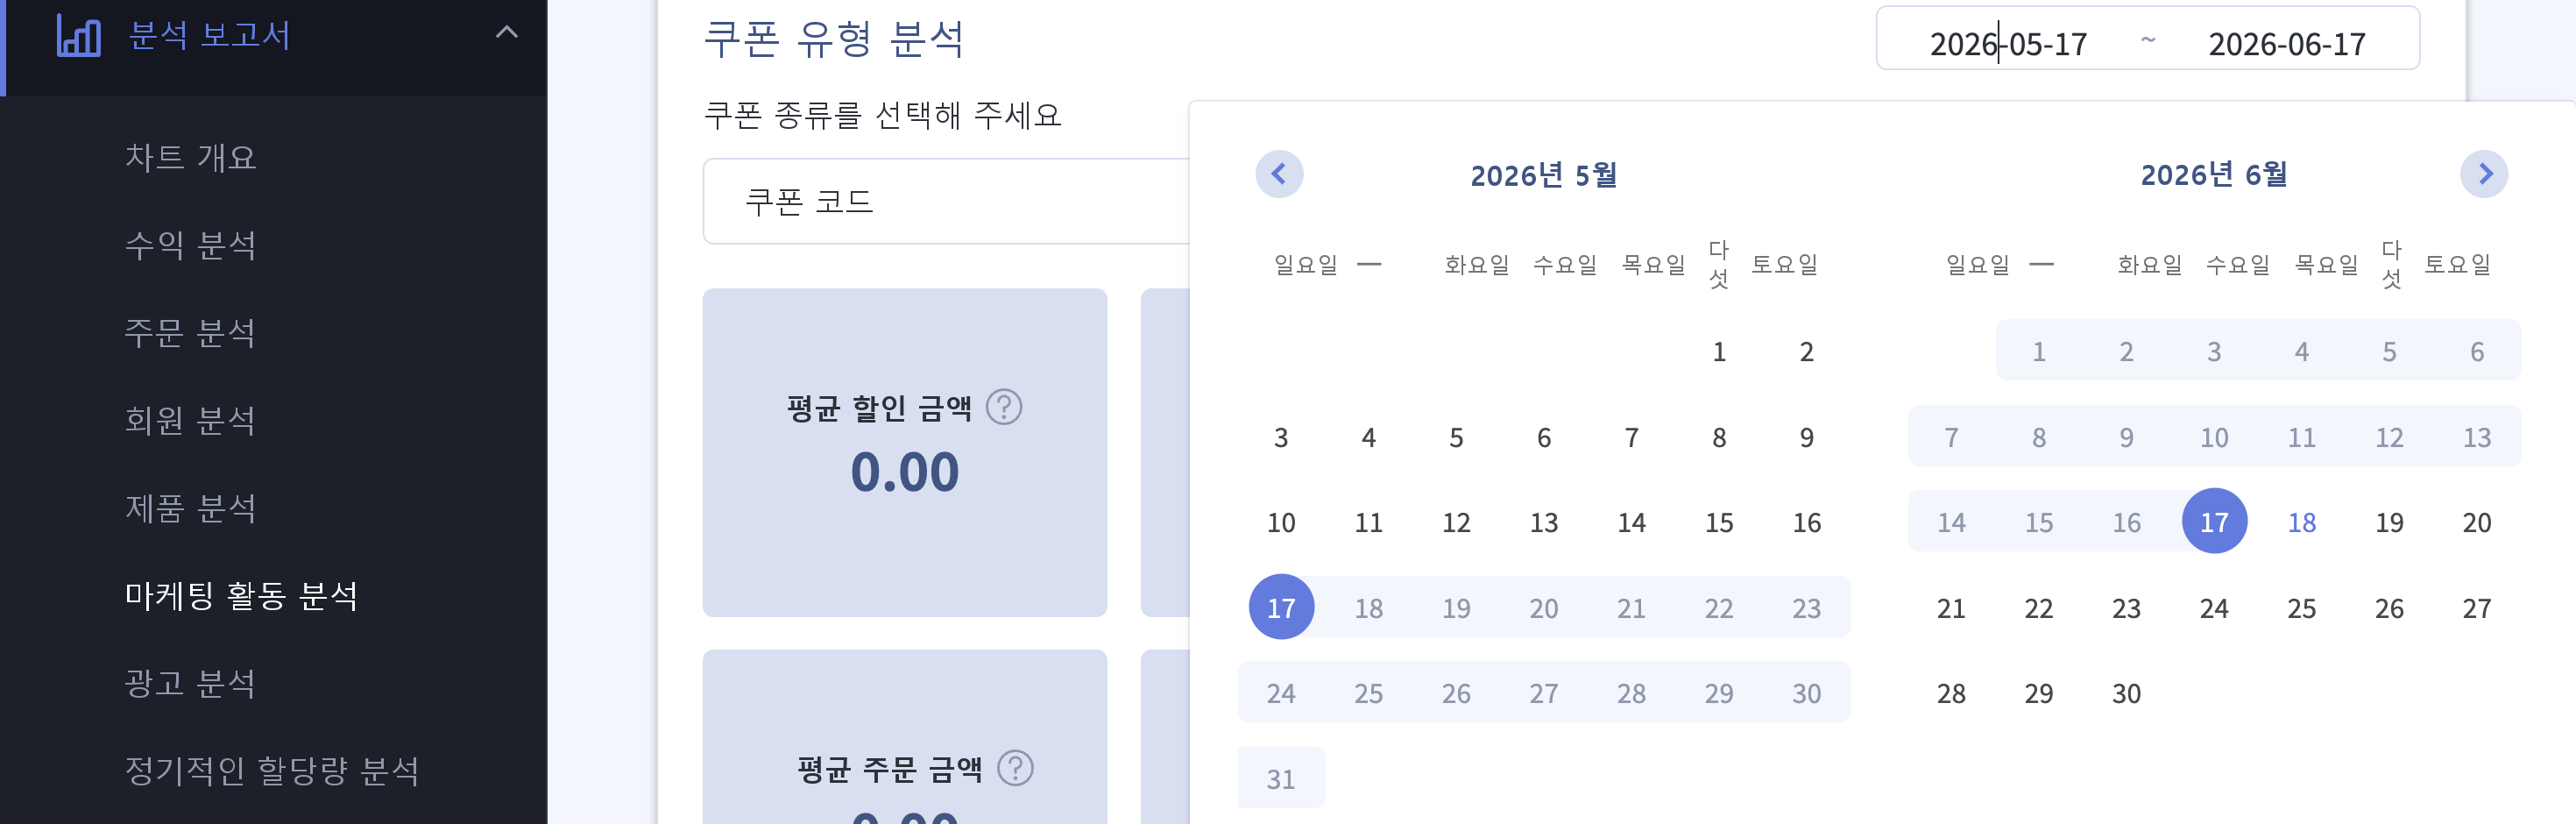 분석 보고서
차트 개요
수익 분석
주문 분석
회원 분석
제품 분석
마케팅 활동 분석
광고 분석
정기적인 할당량 분석
쿠폰 유형 분석
2026-05-17 ~ 2026-06-17
쿠폰 종류를 선택해 주세요
쿠폰 코드
평균 할인 금액 ?
0.00
평균 주문 금액 ?
0.00
2026년 5월
일요일 一 화요일 수요일 목요일 다섯 토요일
1 2
3 4 5 6 7 8 9
10 11 12 13 14 15 16
17 18 19 20 21 22 23
24 25 26 27 28 29 30
31
2026년 6월
일요일 一 화요일 수요일 목요일 다섯 토요일
1 2 3 4 5 6
7 8 9 10 11 12 13
14 15 16 17 18 19 20
21 22 23 24 25 26 27
28 29 30